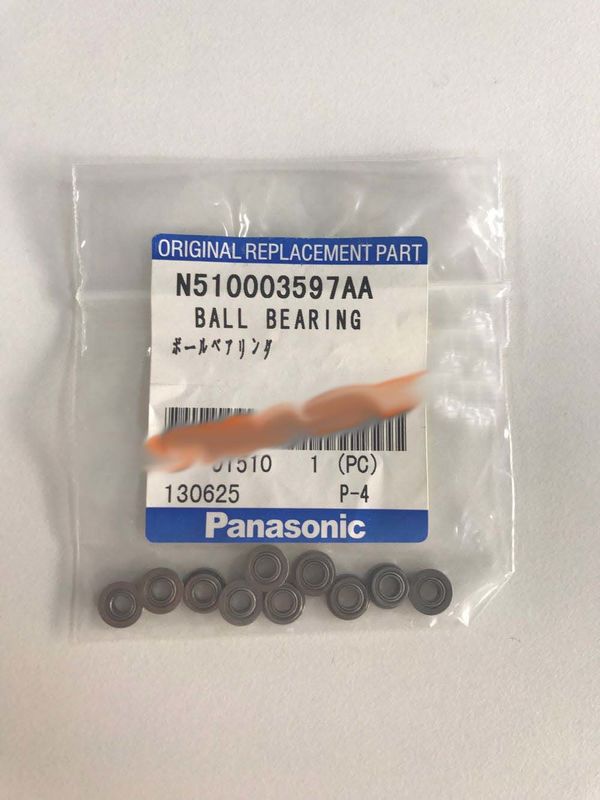 ORIGINAL REPLACEMENT PART
N510003597AA
BALL BEARING
ボールベアリング
01510 1 (PC)
130625 P-4
Panasonic